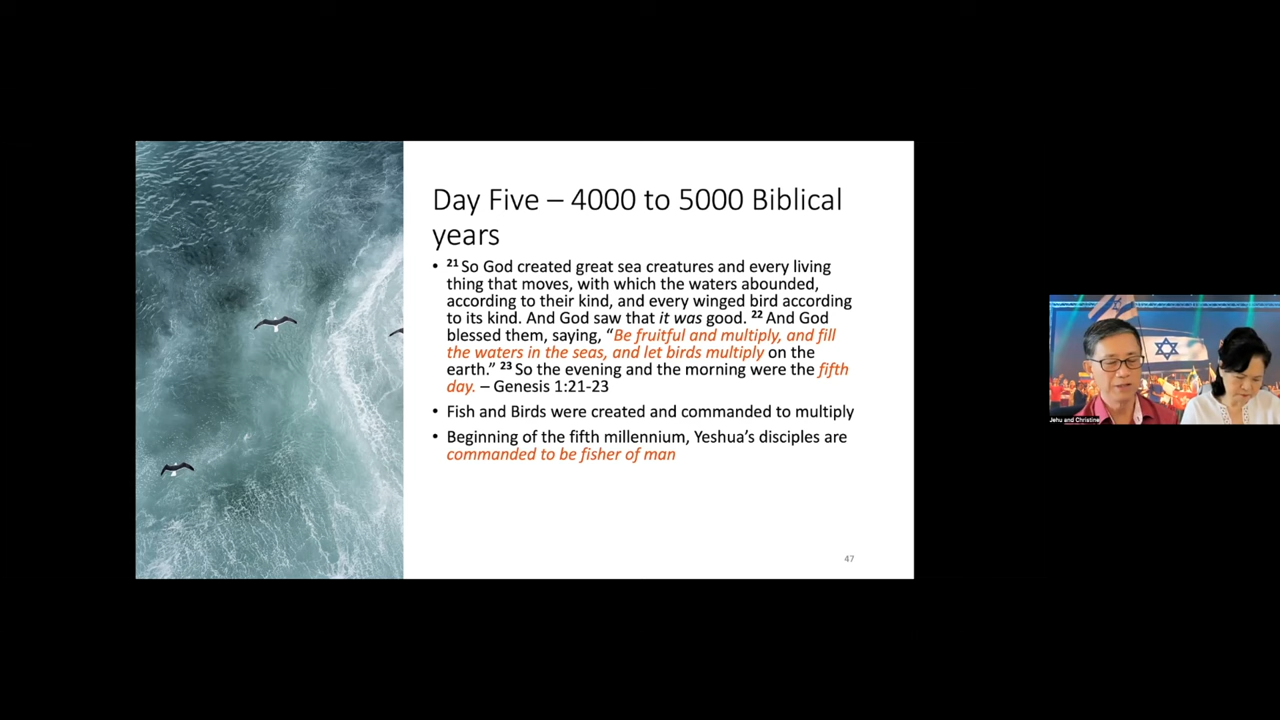 Day Five – 4000 to 5000 Biblical
years
• ²¹ So God created great sea creatures and every living
thing that moves, with which the waters abounded,
according to their kind, and every winged bird according
to its kind. And God saw that it was good. ²² And God
blessed them, saying, “Be fruitful and multiply, and fill
the waters in the seas, and let birds multiply on the
earth.” ²³ So the evening and the morning were the fifth
day. – Genesis 1:21-23
• Fish and Birds were created and commanded to multiply
• Beginning of the fifth millennium, Yeshua’s disciples are
commanded to be fisher of man
47
Jehu and Christine